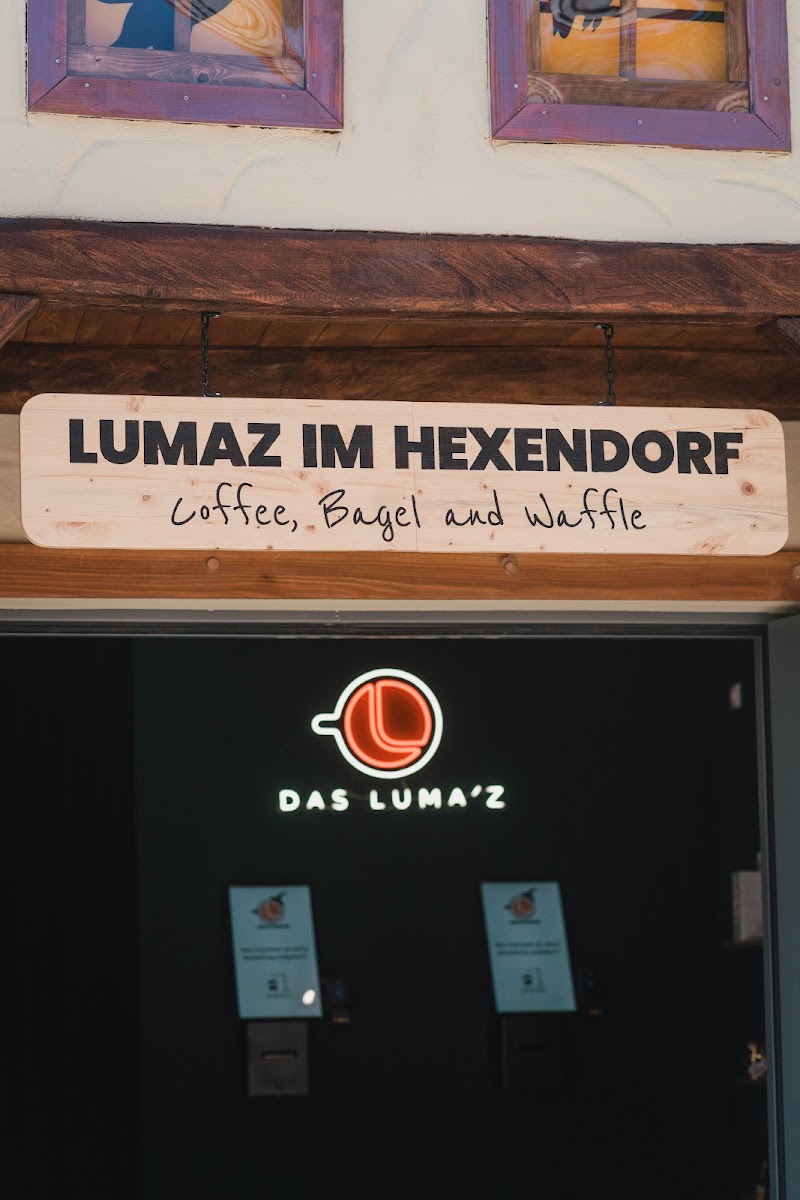 LUMAZ IM HEXENDORF
Coffee, Bagel and Waffle
DAS LUMA'Z